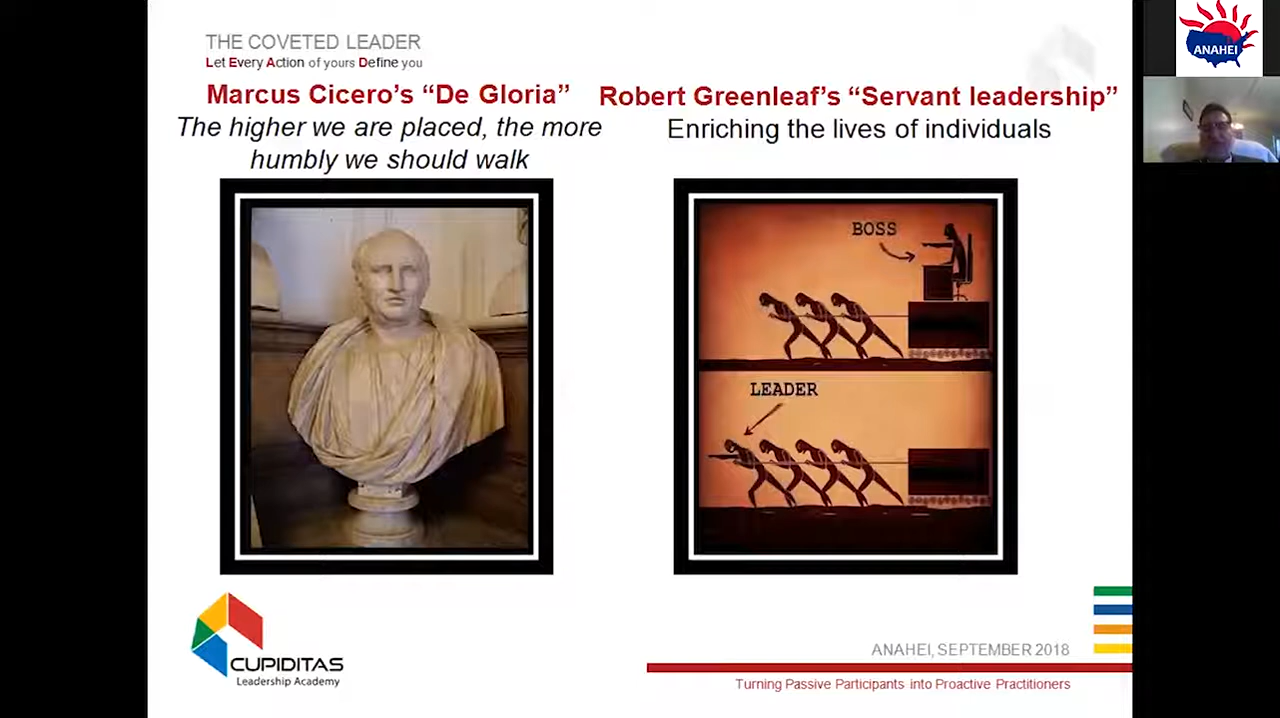 THE COVETED LEADER
Let Every Action of yours Define you
Marcus Cicero's “De Gloria”
The higher we are placed, the more
humbly we should walk
Robert Greenleaf's “Servant leadership”
Enriching the lives of individuals
BOSS
LEADER
CUPIDITAS
Leadership Academy
ANAHEI, SEPTEMBER 2018
Turning Passive Participants into Proactive Practitioners
ANAHEI